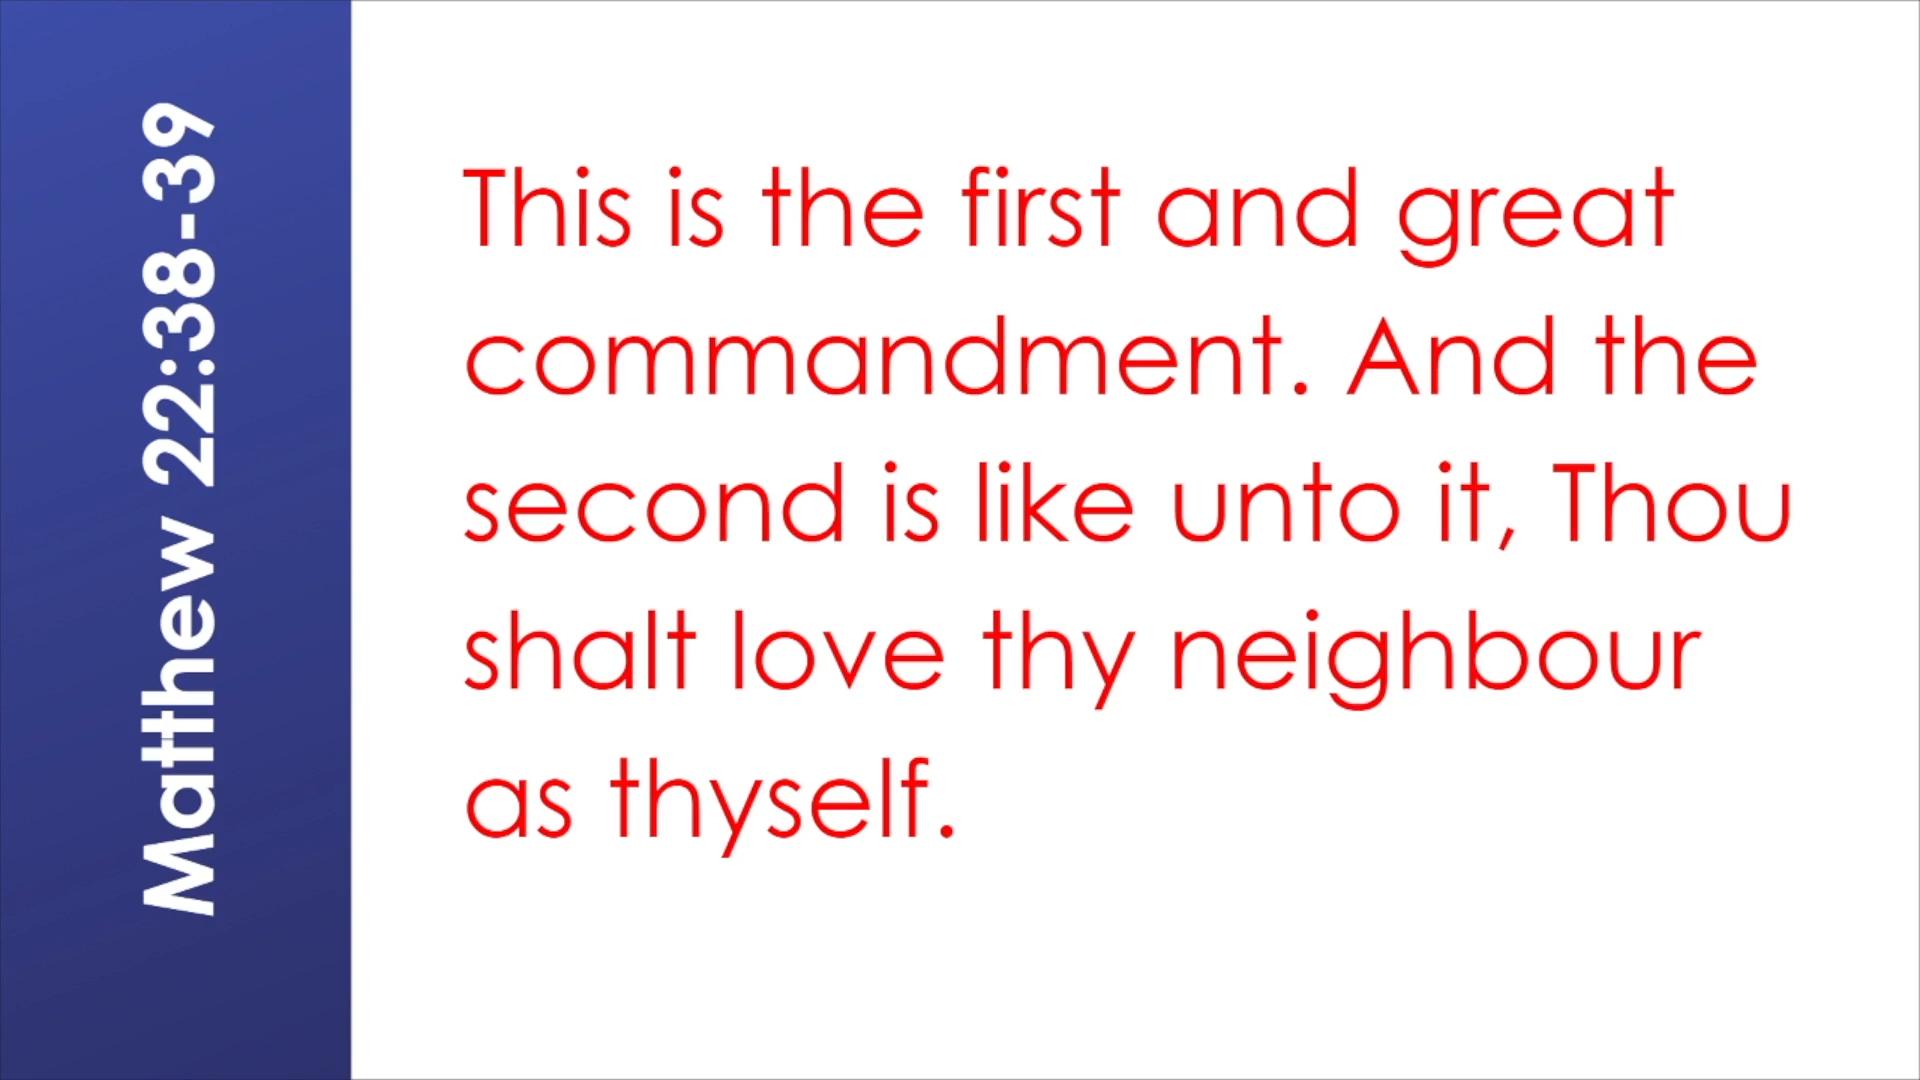 Matthew 22:38-39
This is the first and great
commandment. And the
second is like unto it, Thou
shalt love thy neighbour
as thyself.